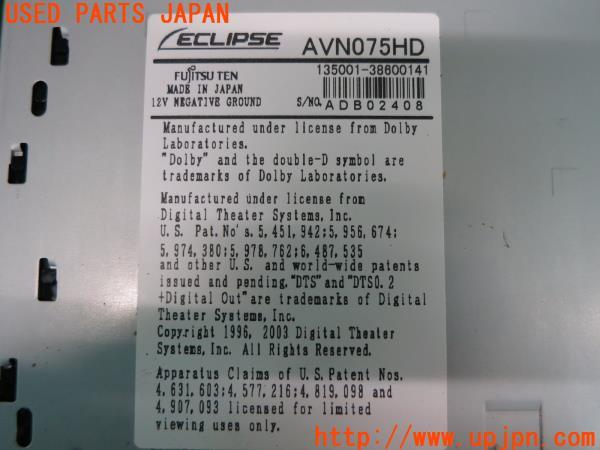 USED PARTS JAPAN
ECLIPSE AVN075HD
FUJITSU TEN 135001-38600141
MADE IN JAPAN
12V NEGATIVE GROUND S/NO. ADB02408
Manufactured under license from Dolby
Laboratories.
"Dolby" and the double-D symbol are
trademarks of Dolby Laboratories.
Manufactured under license from
Digital Theater Systems, Inc.
U.S. Pat.No's.5,451,942;5,956,674;
5,974,380;5,978,762;6,487,535
and other U.S. and world-wide patents
issued and pending."DTS"and"DTS0.2
+Digital Out"are trademarks of Digital
Theater Systems, Inc.
Copyright 1996, 2003 Digital Theater
Systems, Inc. All Rights Reserved.
Apparatus Claims of U.S.Patent Nos.
4,631,603;4,577,216;4,819,098 and
4,907,093 licensed for limited
viewing uses only.
UPJ http://www.upjpn.com/